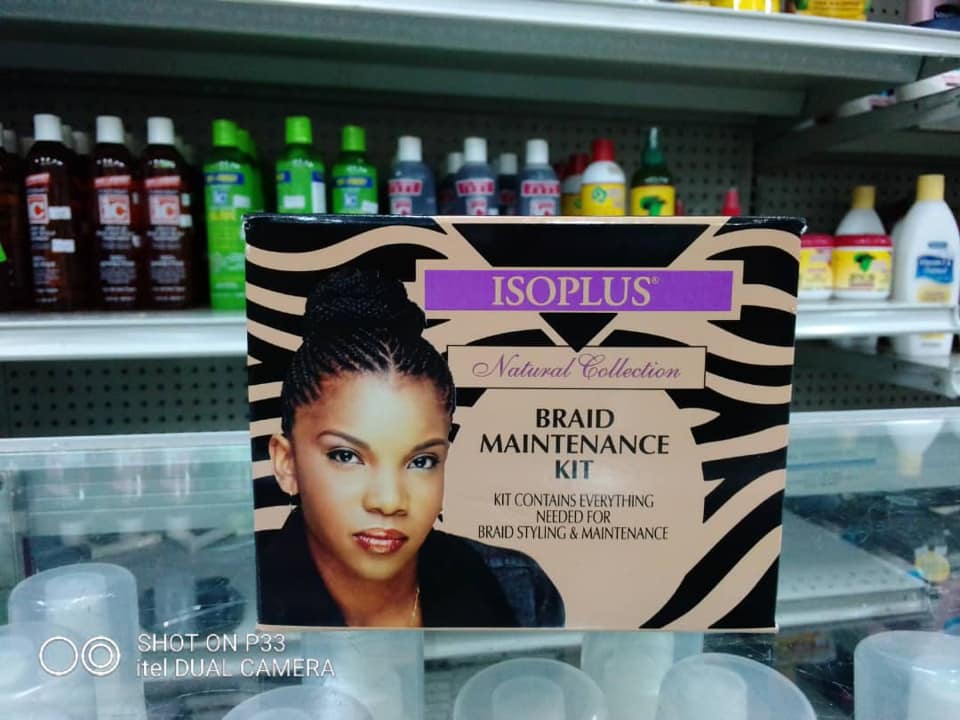 ISOPLUS®
Natural Collection
BRAID
MAINTENANCE
KIT
KIT CONTAINS EVERYTHING
NEEDED FOR
BRAID STYLING & MAINTENANCE
SHOT ON P33
itel DUAL CAMERA